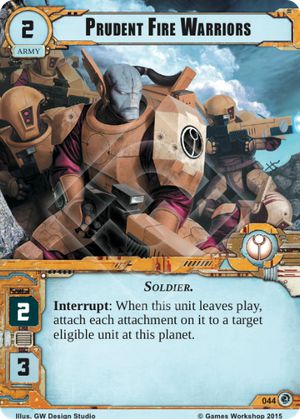 2
PRUDENT FIRE WARRIORS
ARMY
SOLDIER.
2
Interrupt: When this unit leaves play,
attach each attachment on it to a target
eligible unit at this planet.
3
044
Illus. GW Design Studio
© Games Workshop 2015